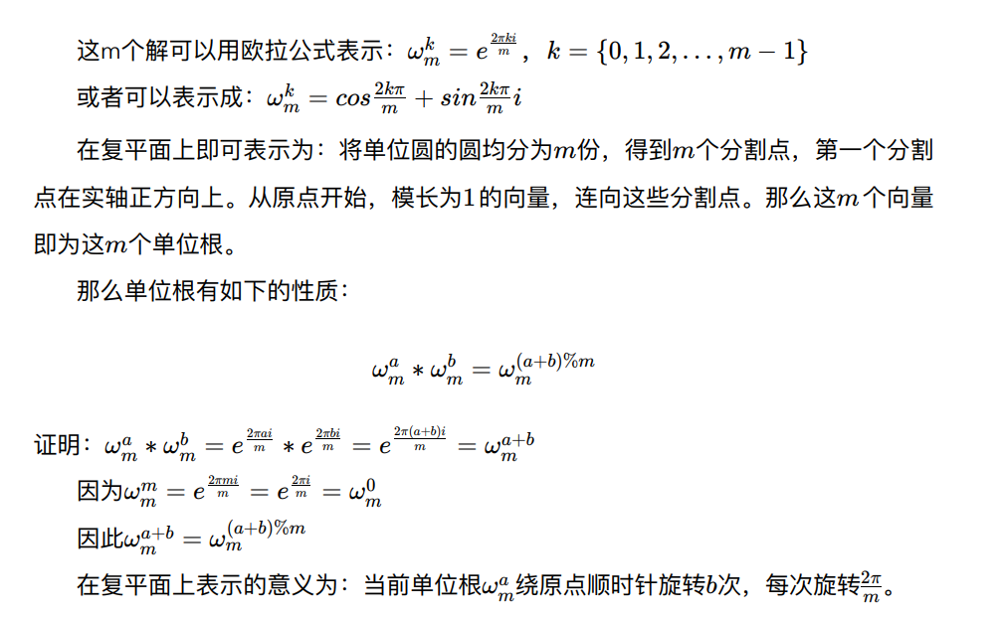 这m个解可以用欧拉公式表示：$\omega_m^k = e^{\frac{2\pi ki}{m}}$，$k = \{0, 1, 2, \ldots, m-1\}$
或者可以表示成：$\omega_m^k = cos\frac{2k\pi}{m} + sin\frac{2k\pi}{m}i$
在复平面上即可表示为：将单位圆的圆均分为$m$份，得到$m$个分割点，第一个分割
点在实轴正方向上。从原点开始，模长为$1$的向量，连向这些分割点。那么这$m$个向量
即为这$m$个单位根。
那么单位根有如下的性质：
$\omega_m^a * \omega_m^b = \omega_m^{(a+b)\%m}$
证明：$\omega_m^a * \omega_m^b = e^{\frac{2\pi ai}{m}} * e^{\frac{2\pi bi}{m}} = e^{\frac{2\pi(a+b)i}{m}} = \omega_m^{a+b}$
因为$\omega_m^m = e^{\frac{2\pi mi}{m}} = e^{\frac{2\pi i}{m}} = \omega_m^0$
因此$\omega_m^{a+b} = \omega_m^{(a+b)\%m}$
在复平面上表示的意义为：当前单位根$\omega_m^a$绕原点顺时针旋转$b$次，每次旋转$\frac{2\pi}{m}$。